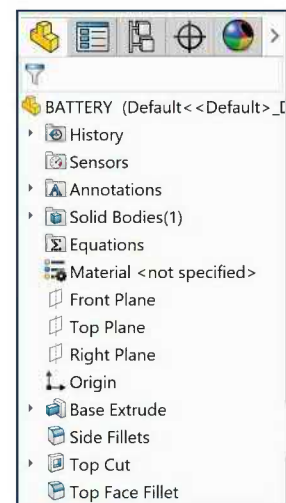 BATTERY (Default<<Default>_D
History
Sensors
Annotations
Solid Bodies(1)
Equations
Material <not specified>
Front Plane
Top Plane
Right Plane
Origin
Base Extrude
Side Fillets
Top Cut
Top Face Fillet